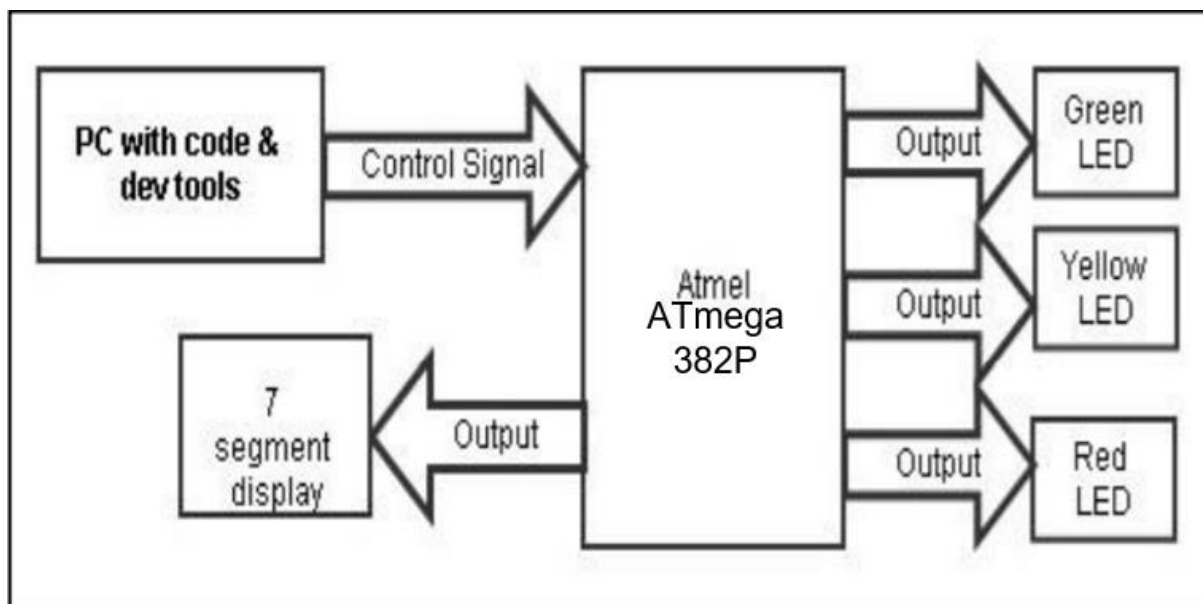 PC with code &
dev tools
Control Signal
Atmel
ATmega
382P
Output
Green
LED
Output
Yellow
LED
Output
Red
LED
Output
7
segment
display